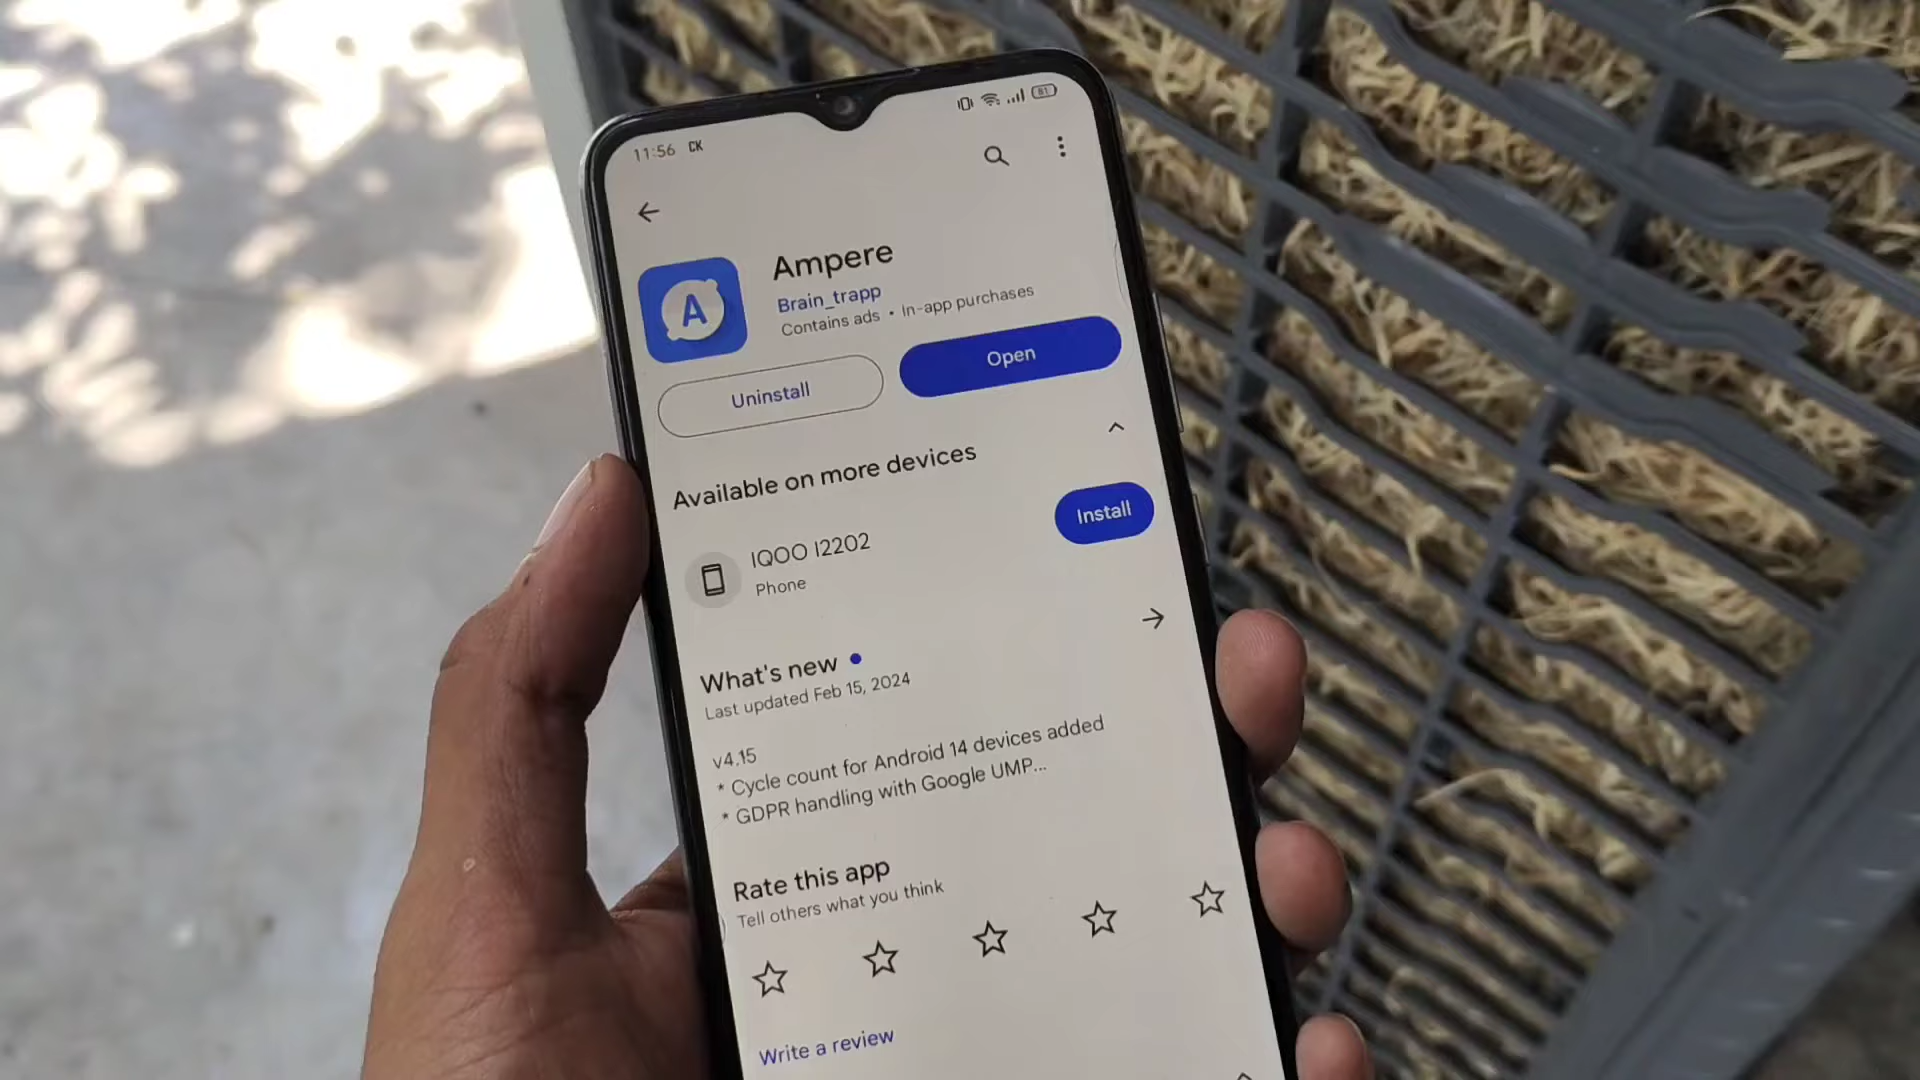 11:56 CK
81
Ampere
A
Brain_trapp
Contains ads • In-app purchases
Uninstall
Open
Available on more devices
IQOO I2202
Phone
Install
What's new
Last updated Feb 15, 2024
v4.15
* Cycle count for Android 14 devices added
* GDPR handling with Google UMP...
Rate this app
Tell others what you think
Write a review